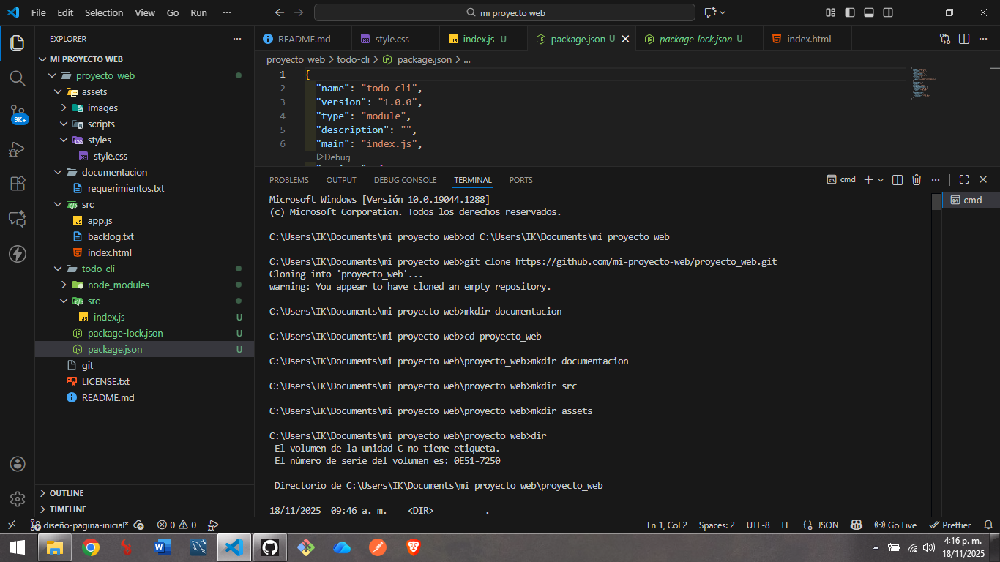 File Edit Selection View Go Run ··· mi proyecto web
EXPLORER ···
MI PROYECTO WEB
proyecto_web
assets
images
scripts
styles
style.css
documentacion
requerimientos.txt
src
app.js
backlog.txt
index.html
todo-cli
node_modules
src
index.js U
package-lock.json U
package.json U
git
LICENSE.txt
README.md
OUTLINE
TIMELINE
9K+
README.md style.css index.js U package.json U package-lock.json U index.html
proyecto_web > todo-cli > package.json > ...
1 {
2 "name": "todo-cli",
3 "version": "1.0.0",
4 "type": "module",
5 "description": "",
6 "main": "index.js",
Debug
PROBLEMS OUTPUT DEBUG CONSOLE TERMINAL PORTS cmd
cmd
Microsoft Windows [Versión 10.0.19044.1288]
(c) Microsoft Corporation. Todos los derechos reservados.
C:\Users\IK\Documents\mi proyecto web>cd C:\Users\IK\Documents\mi proyecto web
C:\Users\IK\Documents\mi proyecto web>git clone https://github.com/mi-proyecto-web/proyecto_web.git
Cloning into 'proyecto_web'...
warning: You appear to have cloned an empty repository.
C:\Users\IK\Documents\mi proyecto web>mkdir documentacion
C:\Users\IK\Documents\mi proyecto web>cd proyecto_web
C:\Users\IK\Documents\mi proyecto web\proyecto_web>mkdir documentacion
C:\Users\IK\Documents\mi proyecto web\proyecto_web>mkdir src
C:\Users\IK\Documents\mi proyecto web\proyecto_web>mkdir assets
C:\Users\IK\Documents\mi proyecto web\proyecto_web>dir
El volumen de la unidad C no tiene etiqueta.
El número de serie del volumen es: 0E51-7250
Directorio de C:\Users\IK\Documents\mi proyecto web\proyecto_web
18/11/2025 09:46 a. m. <DIR> .
diseño-pagina-inicial* 0 0 Ln 1, Col 2 Spaces: 2 UTF-8 LF {} JSON Go Live Prettier
4:16 p. m.
18/11/2025